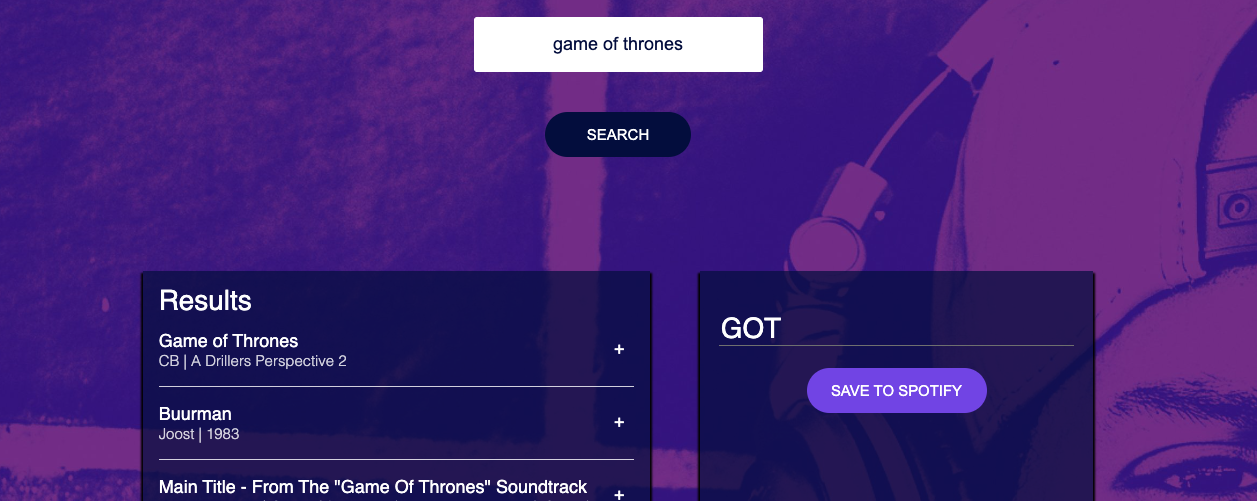 game of thrones
SEARCH
Results
Game of Thrones
CB | A Drillers Perspective 2
+
Buurman
Joost | 1983
+
Main Title - From The "Game Of Thrones" Soundtrack
+
GOT
SAVE TO SPOTIFY